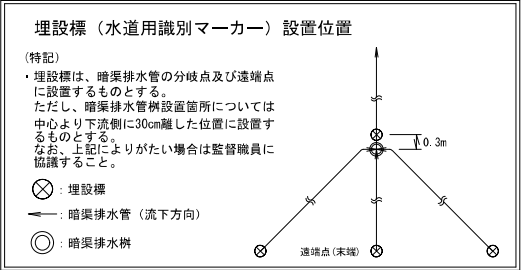 埋設標（水道用識別マーカー）設置位置
(特記)
・埋設標は、暗渠排水管の分岐点及び遠端点
に設置するものとする。
ただし、暗渠排水管桝設置箇所については
中心より下流側に30cm離した位置に設置す
るものとする。
なお、上記によりがたい場合は監督職員に
協議すること。
：埋設標
：暗渠排水管（流下方向）
：暗渠排水桝
0.3m
遠端点(末端)